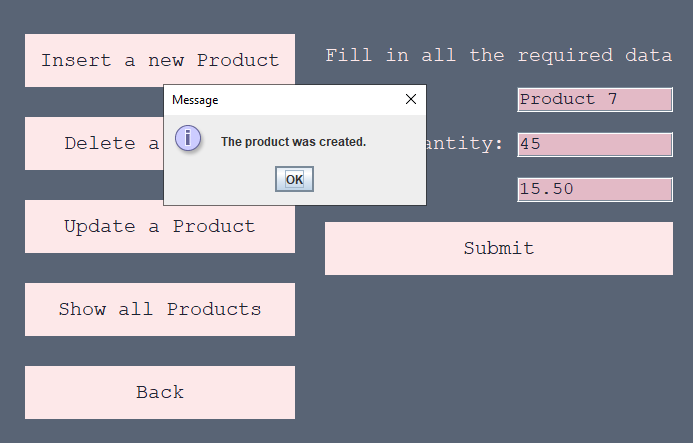 Insert a new Product
Fill in all the required data
Message
Product 7
Delete a
The product was created.
antity:
45
OK
15.50
Update a Product
Submit
Show all Products
Back